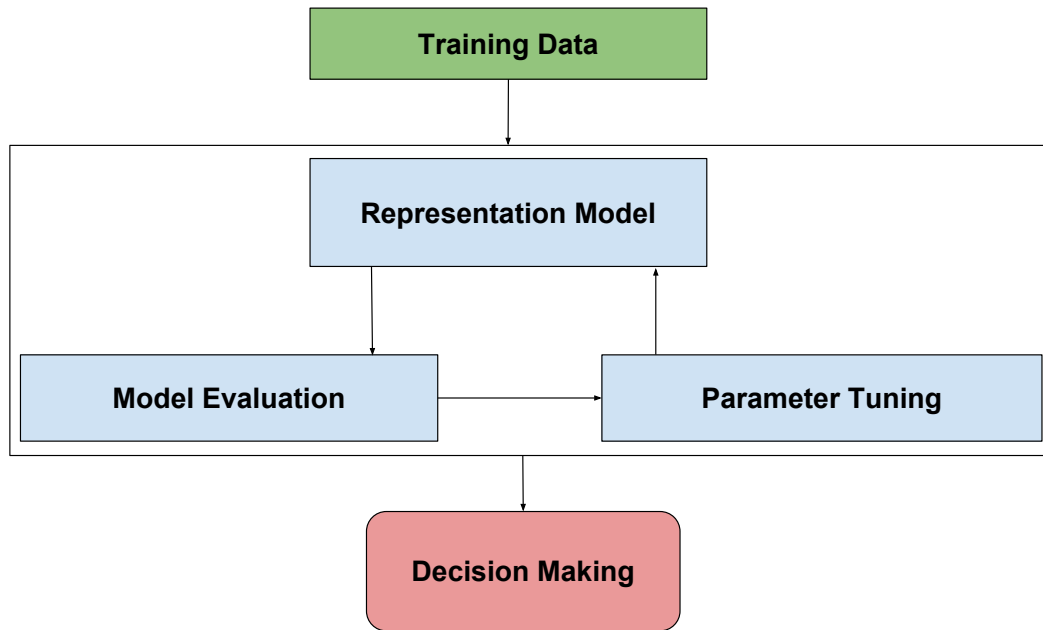 Training Data
Representation Model
Model Evaluation
Parameter Tuning
Decision Making